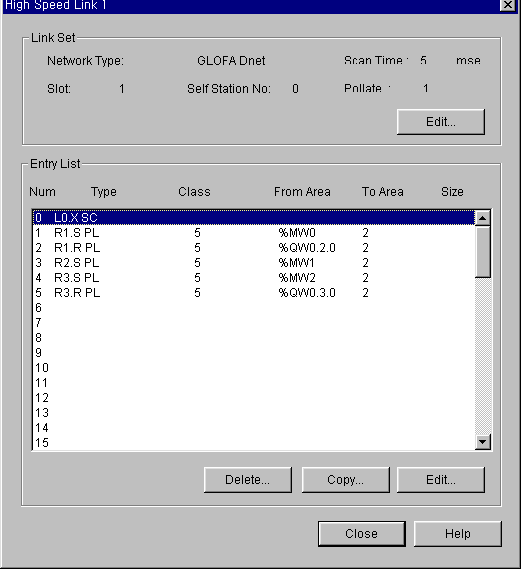 High Speed Link 1
Link Set
Network Type: GLOFA Dnet Scan Time : 5 mse
Slot: 1 Self Station No: 0 Pollate : 1
Edit...
Entry List
Num Type Class From Area To Area Size
0 L0.X SC
1 R1.S PL 5 %MW0 2
2 R1.R PL 5 %QW0.2.0 2
3 R2.S PL 5 %MW1 2
4 R3.S PL 5 %MW2 2
5 R3.R PL 5 %QW0.3.0 2
6
7
8
9
10
11
12
13
14
15
Delete... Copy... Edit...
Close Help